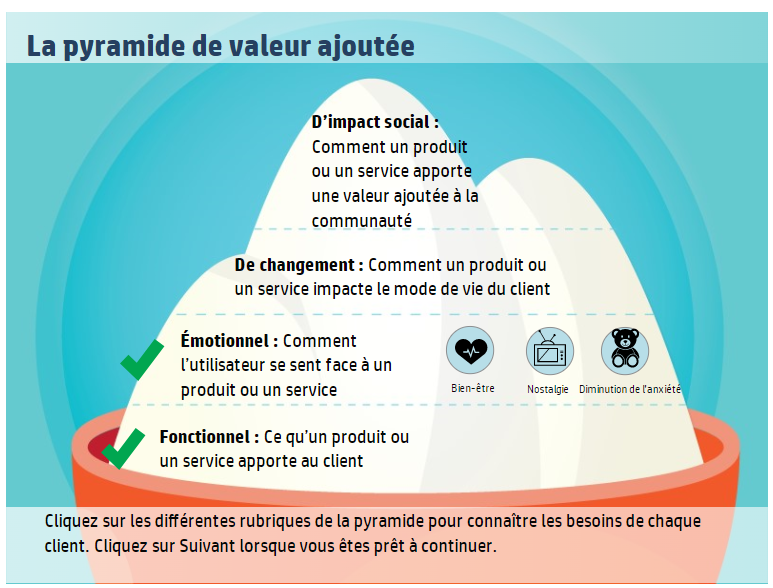 La pyramide de valeur ajoutée
D'impact social :
Comment un produit
ou un service apporte
une valeur ajoutée à la
communauté
De changement : Comment un produit ou
un service impacte le mode de vie du client
Émotionnel : Comment
l'utilisateur se sent face à un
produit ou un service
Bien-être
Nostalgie
Diminution de l'anxiété
Fonctionnel : Ce qu'un produit ou
un service apporte au client
Cliquez sur les différentes rubriques de la pyramide pour connaître les besoins de chaque
client. Cliquez sur Suivant lorsque vous êtes prêt à continuer.